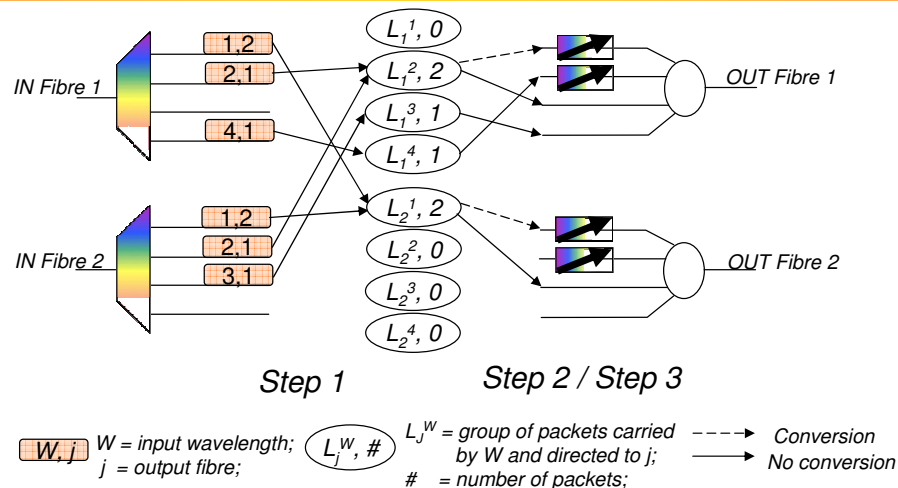 L₁¹, 0
1,2
2,1
L₁², 2
IN Fibre 1
OUT Fibre 1
L₁³, 1
4,1
L₁⁴, 1
1,2
L₂¹, 2
2,1
L₂², 0
IN Fibre 2
3,1
OUT Fibre 2
L₂³, 0
L₂⁴, 0
Step 1
Step 2 / Step 3
W, j
W = input wavelength;
j = output fibre;
Lⱼᵂ, #
L_J^W = group of packets carried
by W and directed to j;
# = number of packets;
Conversion
No conversion